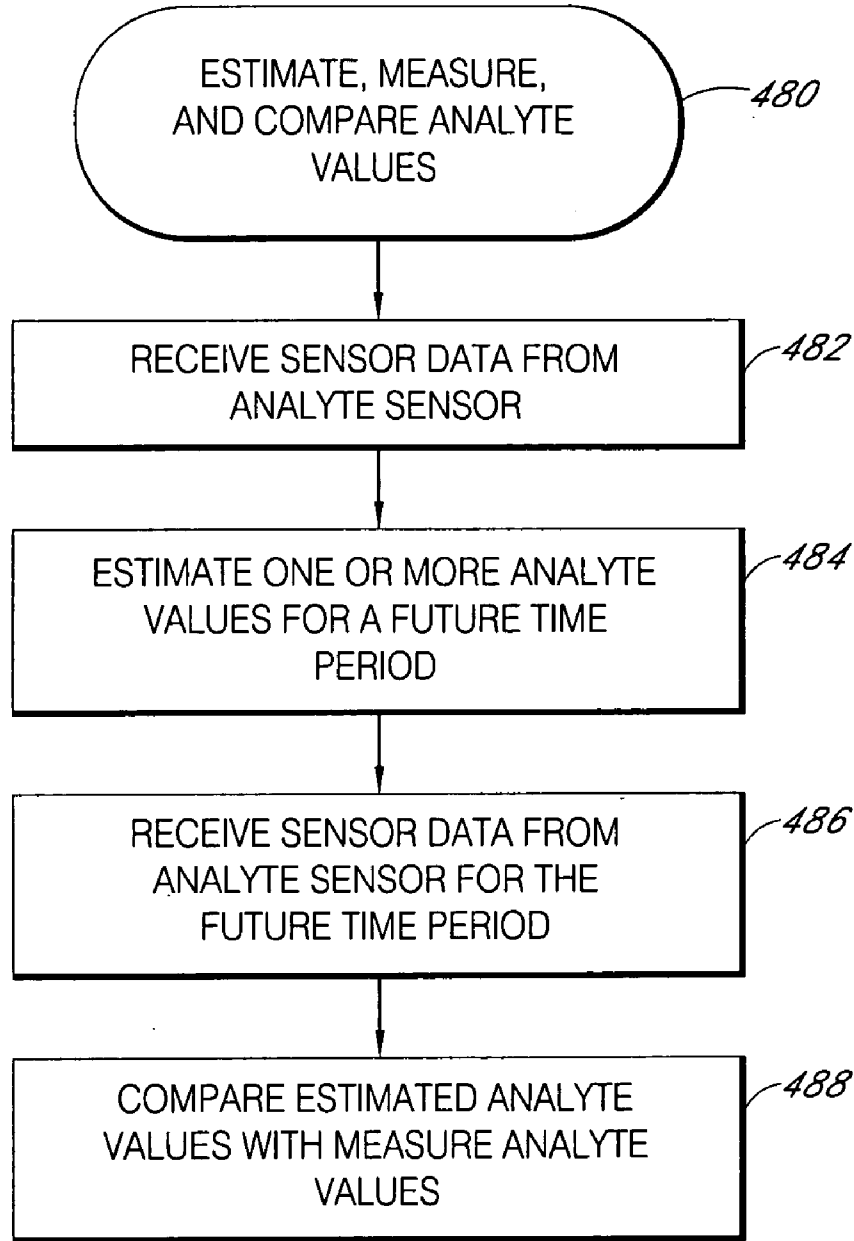 ESTIMATE, MEASURE,
AND COMPARE ANALYTE
VALUES
480
RECEIVE SENSOR DATA FROM
ANALYTE SENSOR
482
ESTIMATE ONE OR MORE ANALYTE
VALUES FOR A FUTURE TIME
PERIOD
484
RECEIVE SENSOR DATA FROM
ANALYTE SENSOR FOR THE
FUTURE TIME PERIOD
486
COMPARE ESTIMATED ANALYTE
VALUES WITH MEASURE ANALYTE
VALUES
488